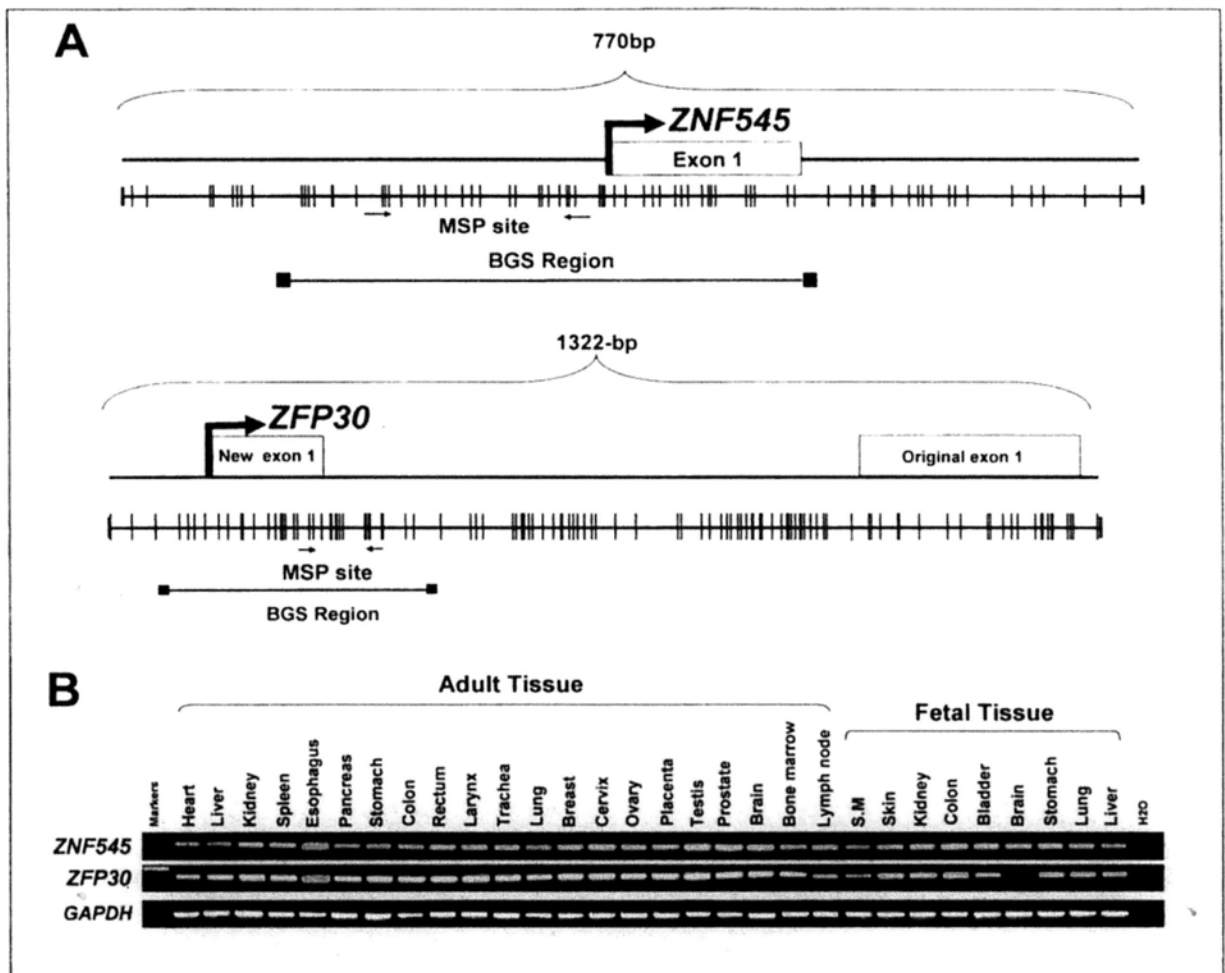 A
770bp
ZNF545
Exon 1
MSP site
BGS Region
1322-bp
ZFP30
New exon 1
Original exon 1
MSP site
BGS Region
B
Adult Tissue
Fetal Tissue
Markers
Heart
Liver
Kidney
Spleen
Esophagus
Pancreas
Stomach
Colon
Rectum
Larynx
Trachea
Lung
Breast
Cervix
Ovary
Placenta
Testis
Prostate
Brain
Bone marrow
Lymph node
S.M
Skin
Kidney
Colon
Bladder
Brain
Stomach
Lung
Liver
H2O
ZNF545
ZFP30
GAPDH